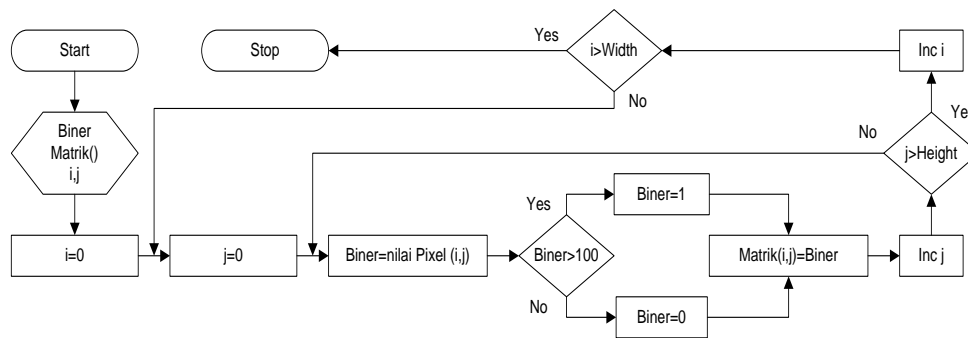 Start
Stop
Yes
i>Width
No
Inc i
Biner
Matrik()
i,j
No
Yes
j>Height
i=0
j=0
Biner=nilai Pixel (i,j)
Yes
Biner>100
No
Biner=1
Biner=0
Matrik(i,j)=Biner
Inc j